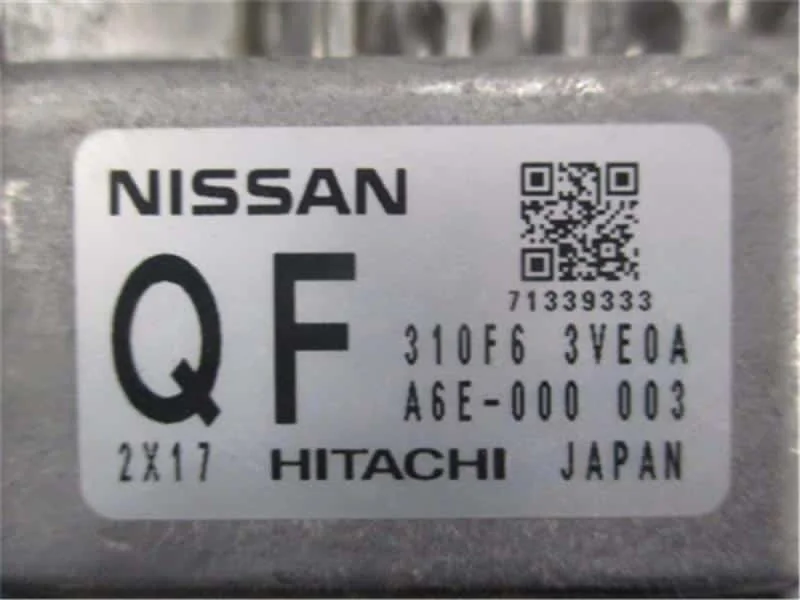 NISSAN
71339333
QF
310F6 3VE0A
A6E-000 003
2X17 HITACHI JAPAN